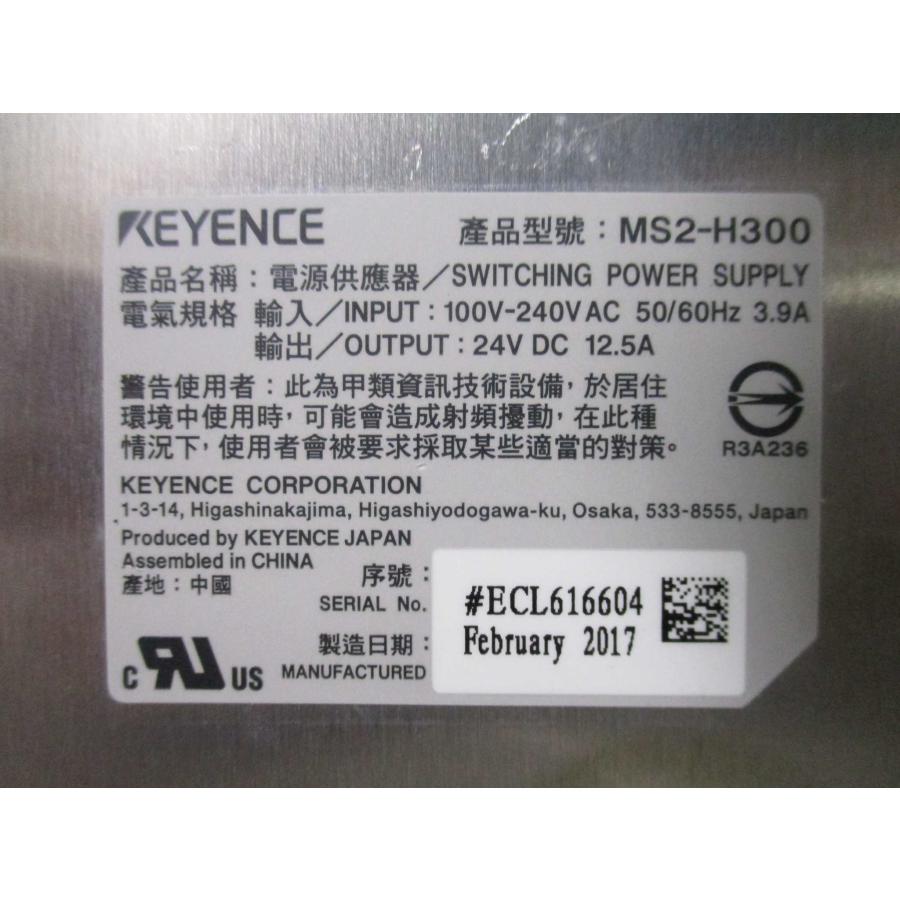 KEYENCE 產品型號：MS2-H300
產品名稱：電源供應器／SWITCHING POWER SUPPLY
電氣規格 輸入／INPUT：100V-240V AC 50/60Hz 3.9A
輸出／OUTPUT：24V DC 12.5A
警告使用者：此為甲類資訊技術設備，於居住
環境中使用時，可能會造成射頻擾動，在此種
情況下，使用者會被要求採取某些適當的對策。
R3A236
KEYENCE CORPORATION
1-3-14, Higashinakajima, Higashiyodogawa-ku, Osaka, 533-8555, Japan
Produced by KEYENCE JAPAN
Assembled in CHINA
產地：中國
序號：
SERIAL No.
#ECL616604
製造日期：
MANUFACTURED
February 2017
C RU US